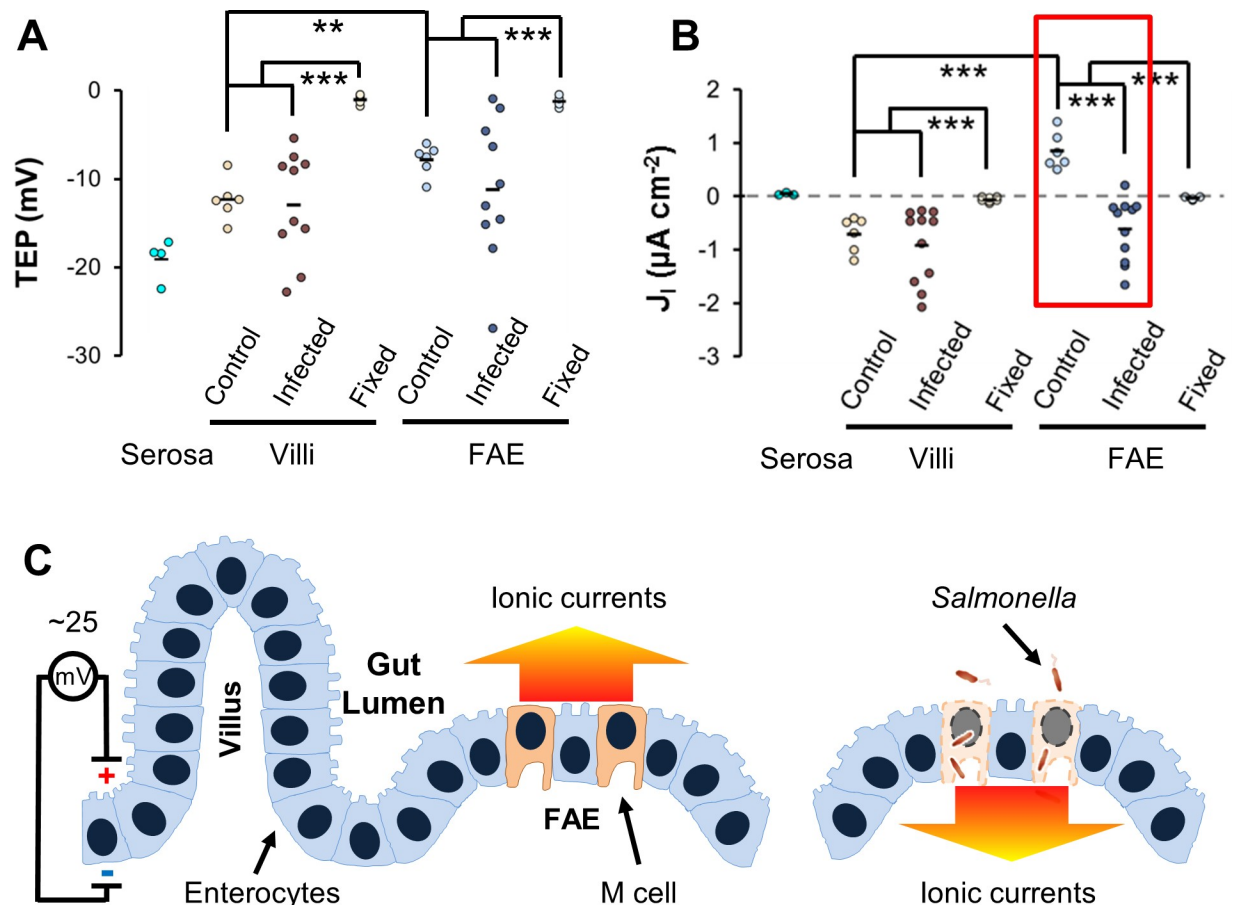 A
**
***
***
TEP (mV)
0
-10
-20
-30
Control
Infected
Fixed
Control
Infected
Fixed
Serosa
Villi
FAE
B
***
***
***
***
J_I (µA cm⁻²)
2
1
0
-1
-2
-3
Control
Infected
Fixed
Control
Infected
Fixed
Serosa
Villi
FAE
C
~25
mV
+
-
Villus
Gut
Lumen
Ionic currents
Salmonella
FAE
Enterocytes
M cell
Ionic currents